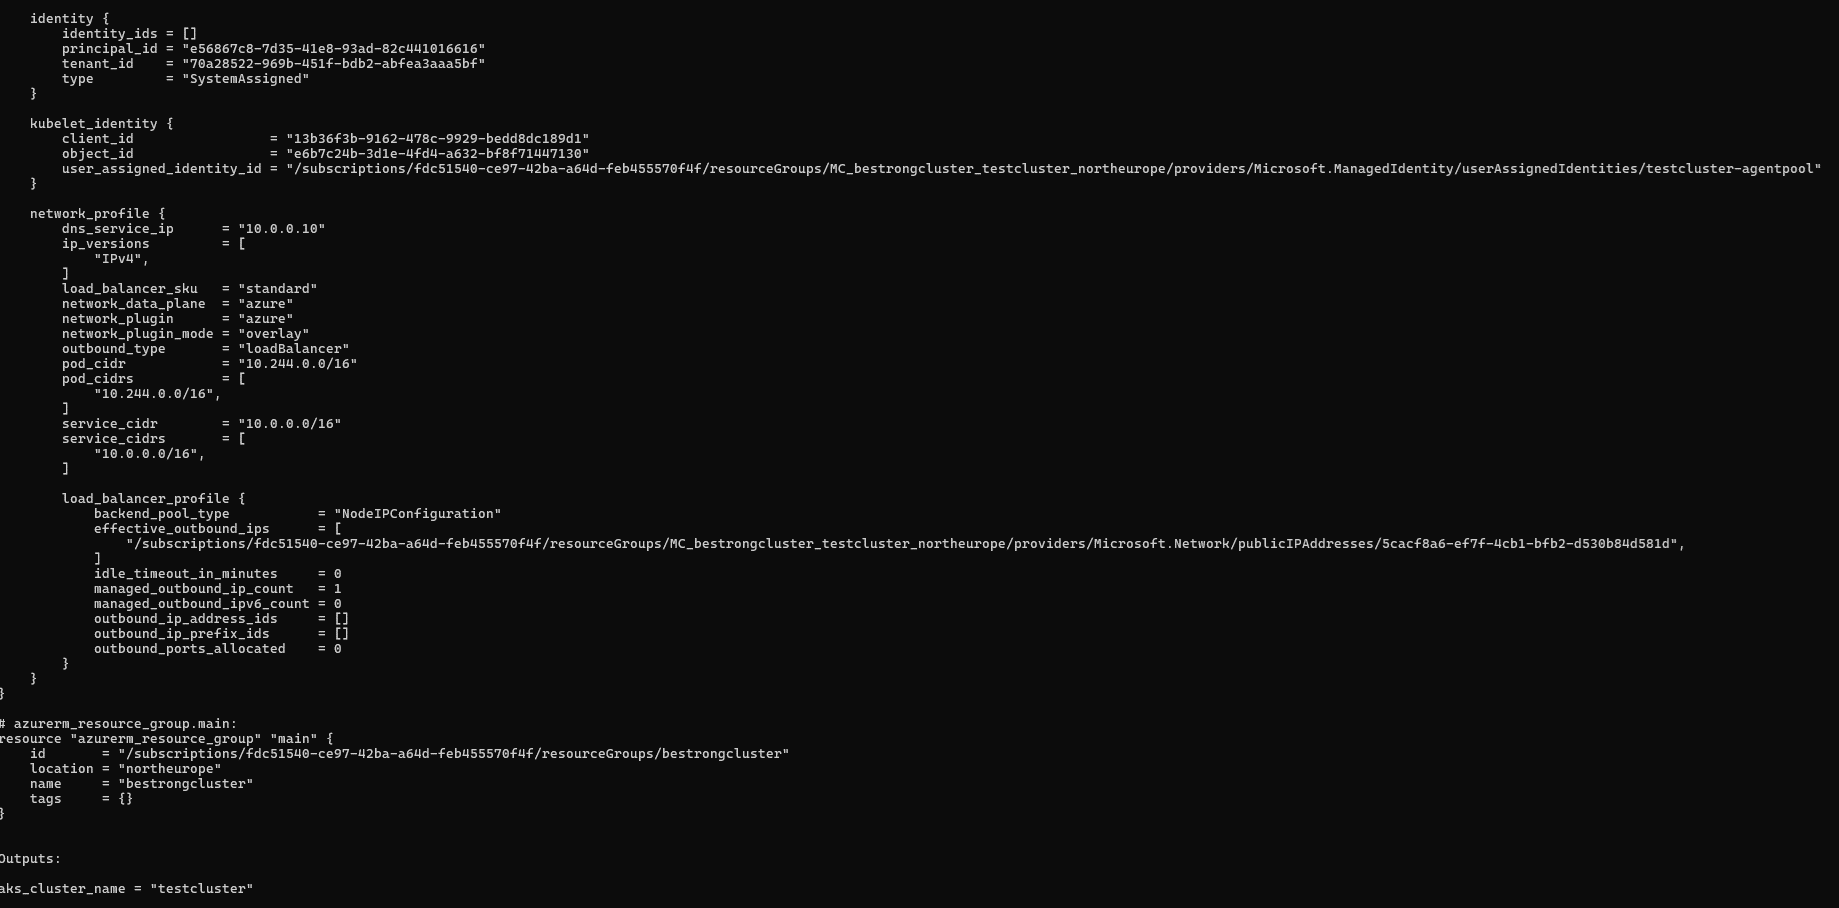 identity {
identity_ids = []
principal_id = "e56867c8-7d35-41e8-93ad-82c441016616"
tenant_id    = "70a28522-969b-451f-bdb2-abfea3aaa5bf"
type         = "SystemAssigned"
}
kubelet_identity {
client_id                 = "13b36f3b-9162-478c-9929-bedd8dc189d1"
object_id                 = "e6b7c24b-3d1e-4fd4-a632-bf8f71447130"
user_assigned_identity_id = "/subscriptions/fdc51540-ce97-42ba-a64d-feb455570f4f/resourceGroups/MC_bestrongcluster_testcluster_northeurope/providers/Microsoft.ManagedIdentity/userAssignedIdentities/testcluster-agentpool"
}
network_profile {
dns_service_ip      = "10.0.0.10"
ip_versions         = [
"IPv4",
]
load_balancer_sku   = "standard"
network_data_plane  = "azure"
network_plugin      = "azure"
network_plugin_mode = "overlay"
outbound_type       = "loadBalancer"
pod_cidr            = "10.244.0.0/16"
pod_cidrs           = [
"10.244.0.0/16",
]
service_cidr        = "10.0.0.0/16"
service_cidrs       = [
"10.0.0.0/16",
]
load_balancer_profile {
backend_pool_type           = "NodeIPConfiguration"
effective_outbound_ips      = [
"/subscriptions/fdc51540-ce97-42ba-a64d-feb455570f4f/resourceGroups/MC_bestrongcluster_testcluster_northeurope/providers/Microsoft.Network/publicIPAddresses/5cacf8a6-ef7f-4cb1-bfb2-d530b84d581d",
]
idle_timeout_in_minutes     = 0
managed_outbound_ip_count   = 1
managed_outbound_ipv6_count = 0
outbound_ip_address_ids     = []
outbound_ip_prefix_ids      = []
outbound_ports_allocated    = 0
}
}
}
# azurerm_resource_group.main:
resource "azurerm_resource_group" "main" {
id       = "/subscriptions/fdc51540-ce97-42ba-a64d-feb455570f4f/resourceGroups/bestrongcluster"
location = "northeurope"
name     = "bestrongcluster"
tags     = {}
}
Outputs:
aks_cluster_name = "testcluster"